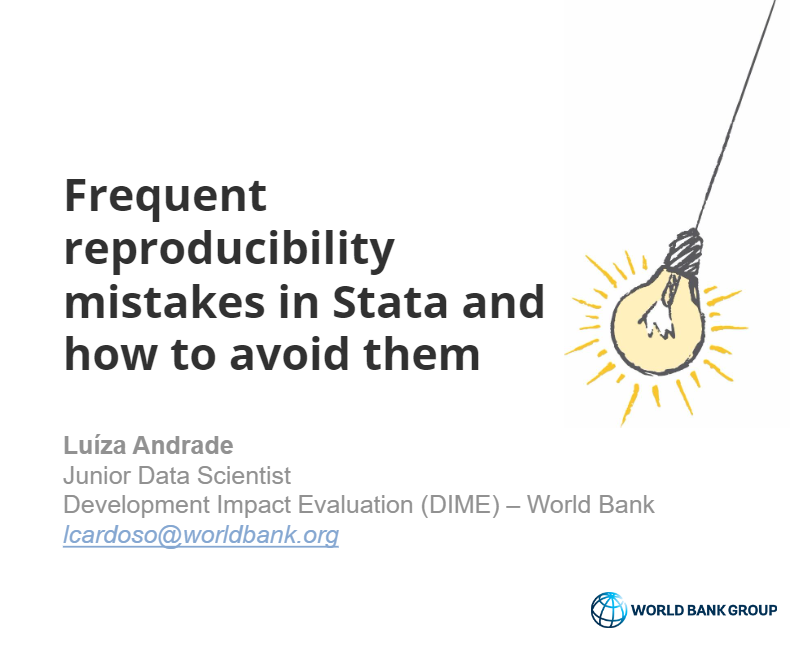 Frequent
reproducibility
mistakes in Stata and
how to avoid them
Luíza Andrade
Junior Data Scientist
Development Impact Evaluation (DIME) – World Bank
lcardoso@worldbank.org
WORLD BANK GROUP